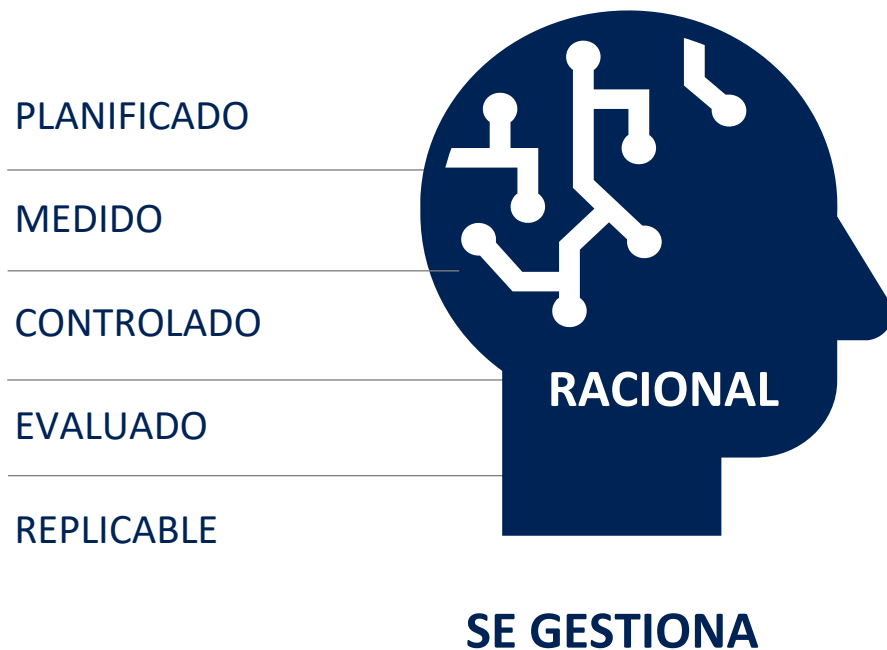 PLANIFICADO
MEDIDO
CONTROLADO
EVALUADO
REPLICABLE
RACIONAL
SE GESTIONA